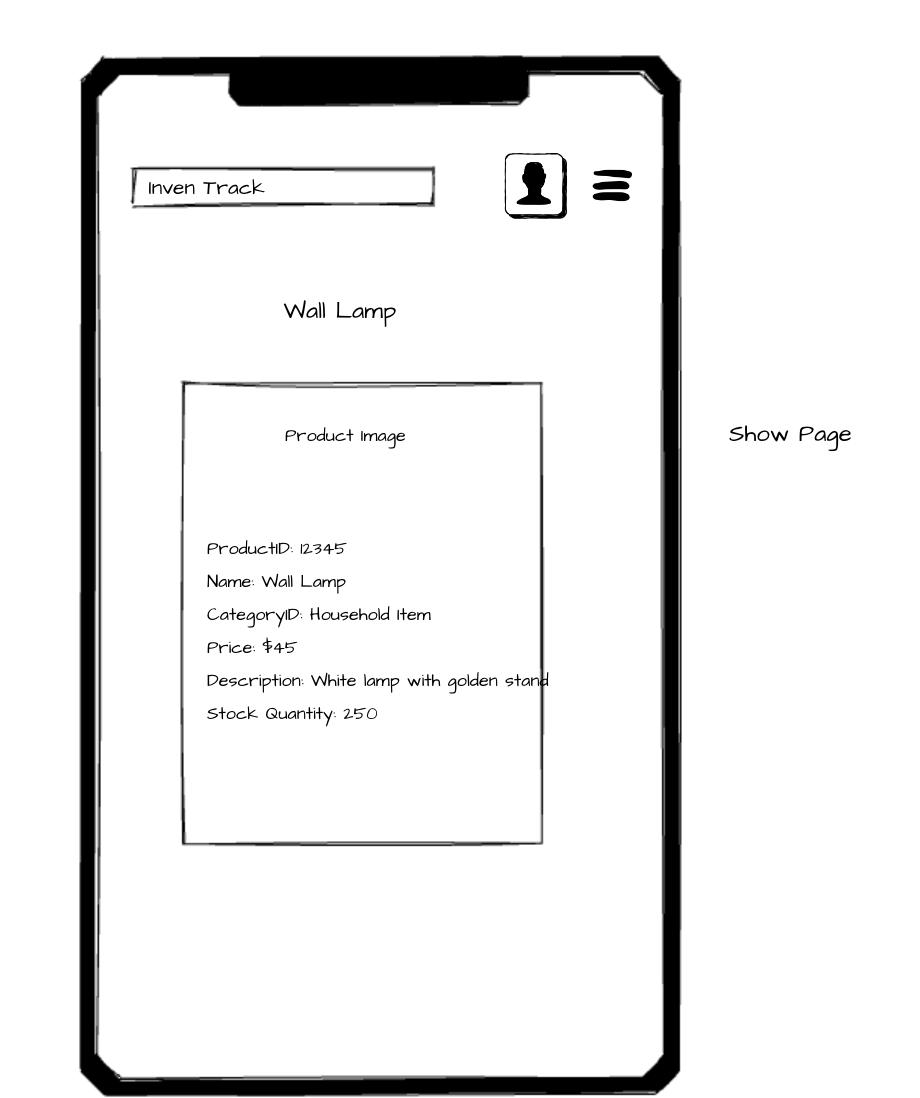 Inven Track
Wall Lamp
Product Image
Show Page
ProductID: 12345
Name: Wall Lamp
CategoryID: Household Item
Price: $45
Description: White lamp with golden stand
Stock Quantity: 250